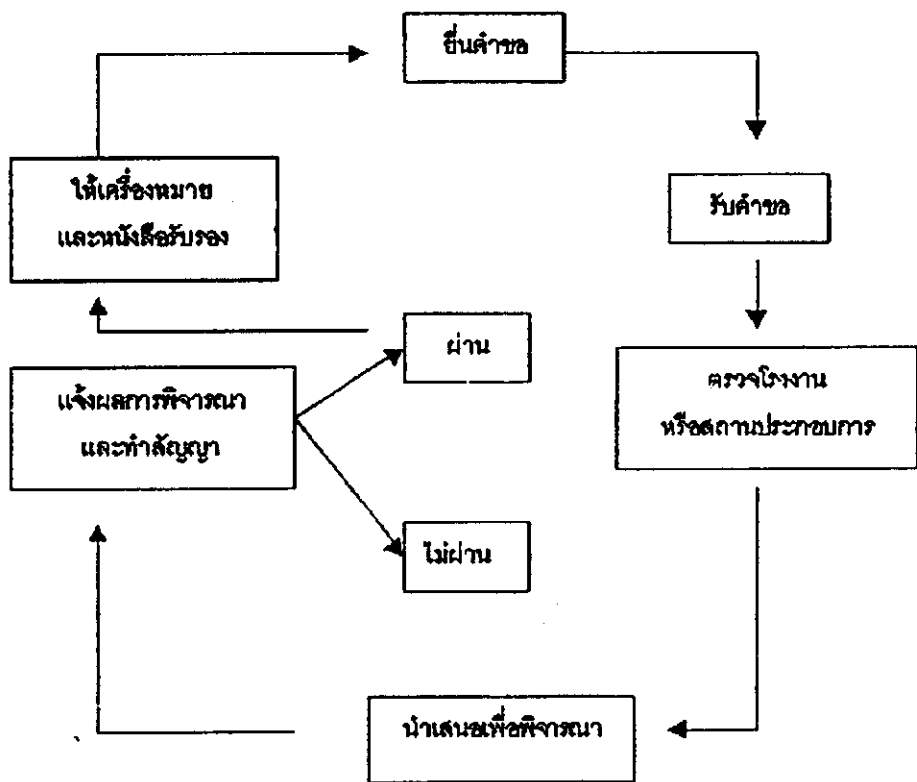 ยื่นคำขอ
รับคำขอ
ตรวจโรงงาน
หรือสถานประกอบการ
นำเสนอเพื่อพิจารณา
แจ้งผลการพิจารณา
และทำสัญญา
ผ่าน
ไม่ผ่าน
ให้เครื่องหมาย
และหนังสือรับรอง